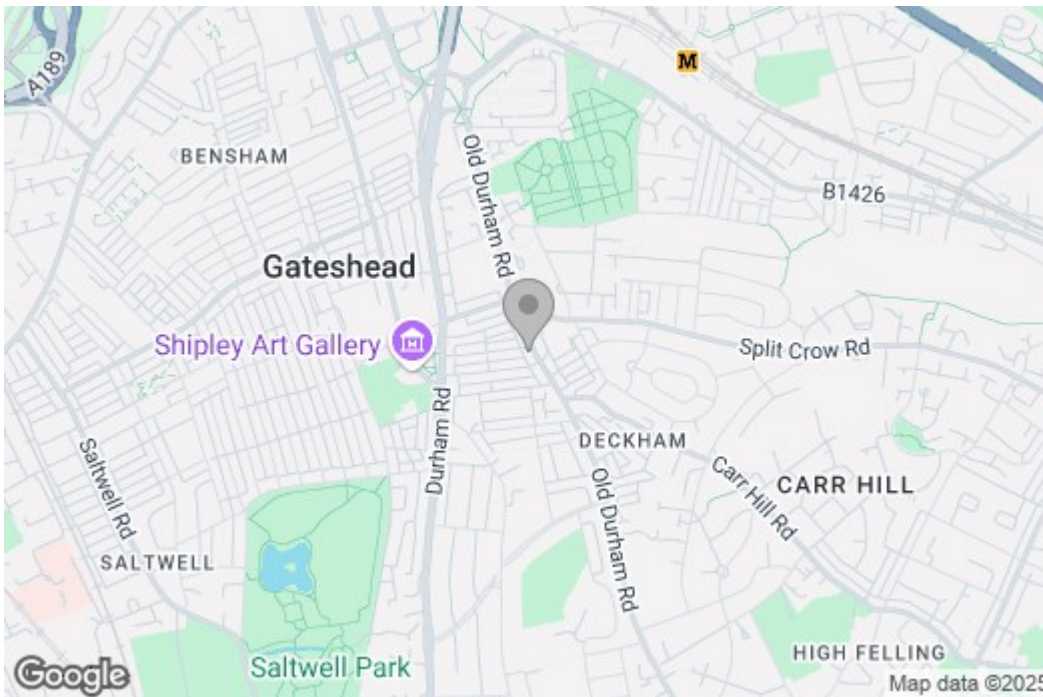 A189
M
BENSHAM
Old Durham Rd
B1426
Gateshead
Shipley Art Gallery
Split Crow Rd
Durham Rd
DECKHAM
Saltwell Rd
Carr Hill Rd
CARR HILL
Old Durham Rd
SALTWELL
HIGH FELLING
Saltwell Park
Google
Map data ©2025